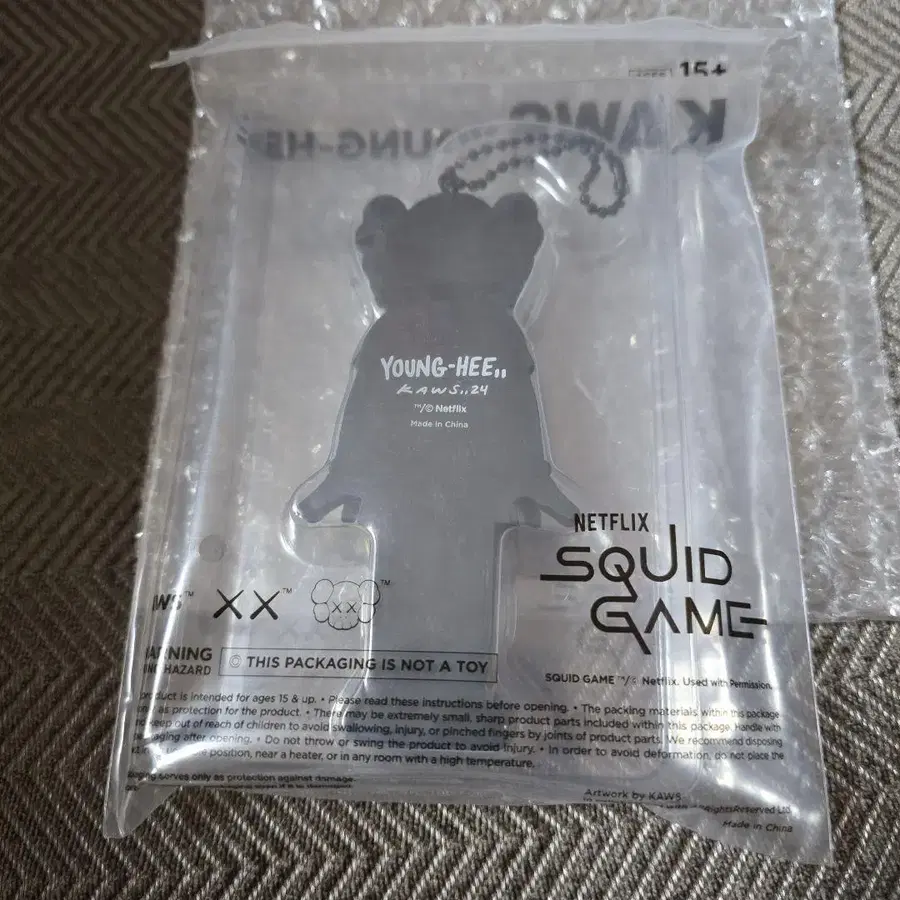 15+
KAWS
YOUNG-HEE,,
KAWS,,24
™/© Netflix
Made in China
NETFLIX
SQUID
GAME
™ XX™ ™
© THIS PACKAGING IS NOT A TOY
HAZARD
SQUID GAME ™/© Netflix. Used with Permission.
product is intended for ages 15 & up. • Please read these instructions before opening. • The packing materials within this package
as protection for the product. • There may be extremely small, sharp product parts included within this package. Handle with
keep out of reach of children to avoid swallowing, injury, or pinched fingers by joints of product parts. We recommend disposing
packaging after opening. • Do not throw or swing the product to avoid injury. • In order to avoid deformation, do not place the
position, near a heater, or in any room with a high temperature.
serves only as protection against damage.
Artwork by KAWS
Made in China